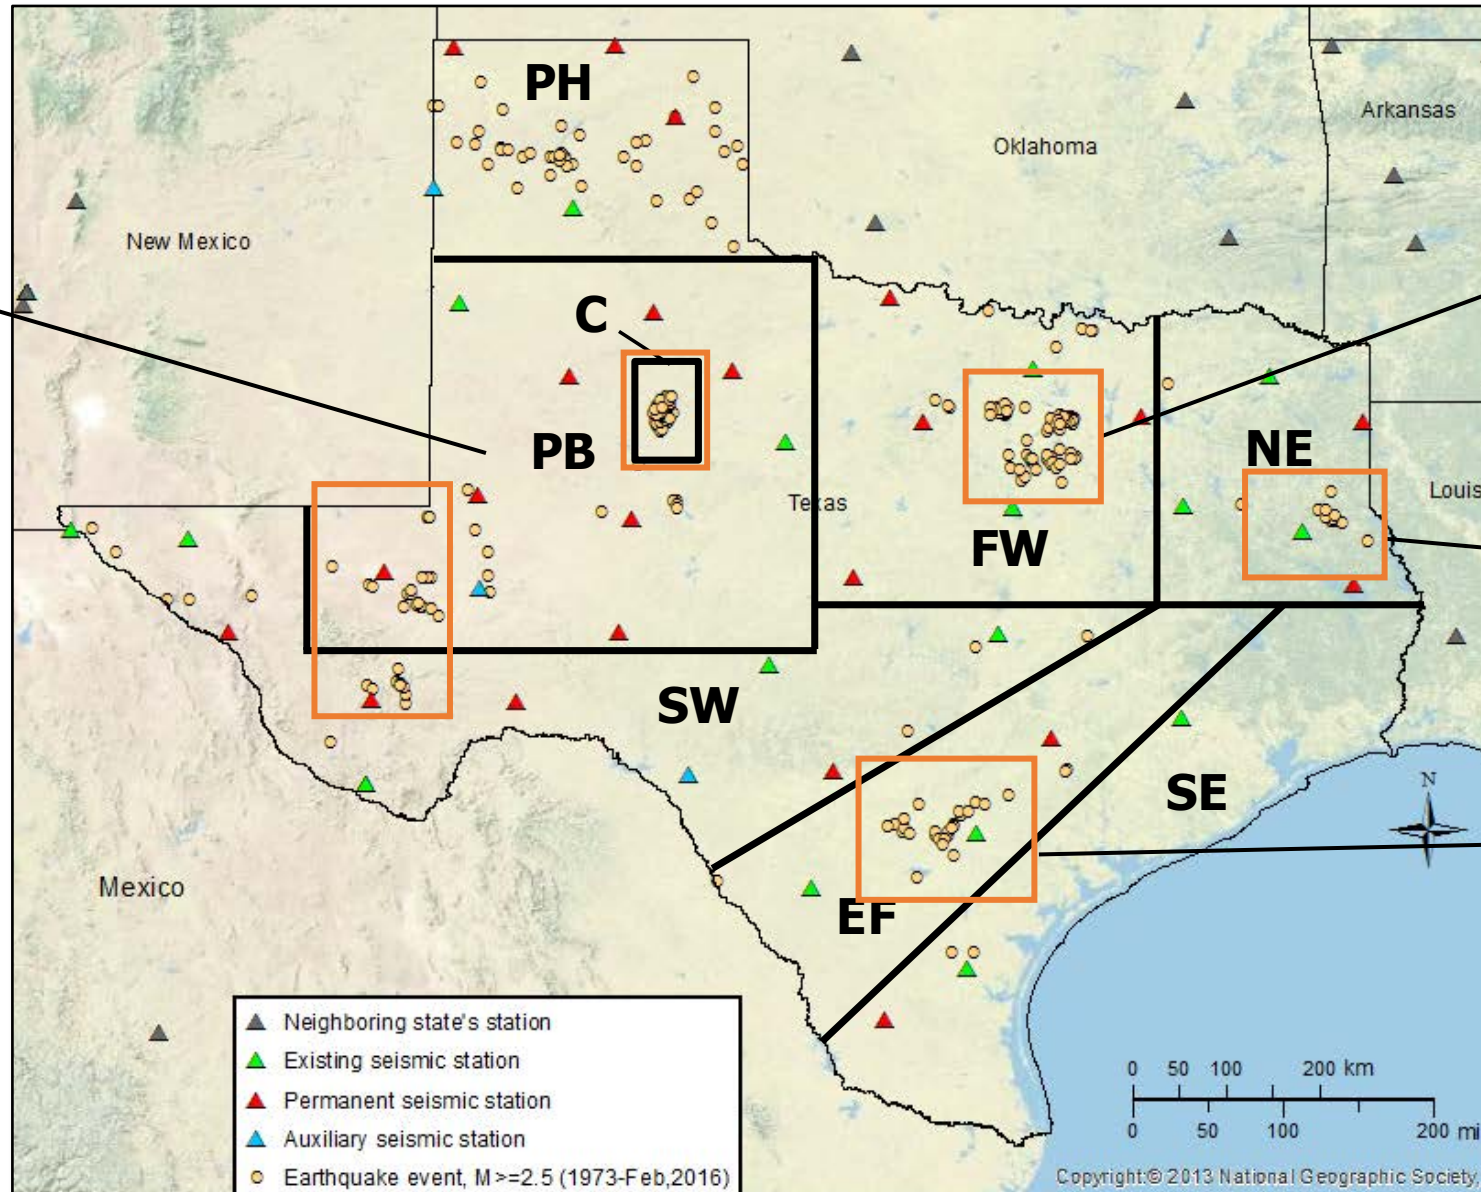 PH
Arkansas
Oklahoma
New Mexico
C
PB
NE
Texas
Louis
FW
SW
SE
N
Mexico
EF
Neighboring state's station
Existing seismic station
Permanent seismic station
Auxiliary seismic station
Earthquake event, M>=2.5 (1973-Feb,2016)
0 50 100 200 km
0 50 100 200 mi
Copyright:© 2013 National Geographic Society,